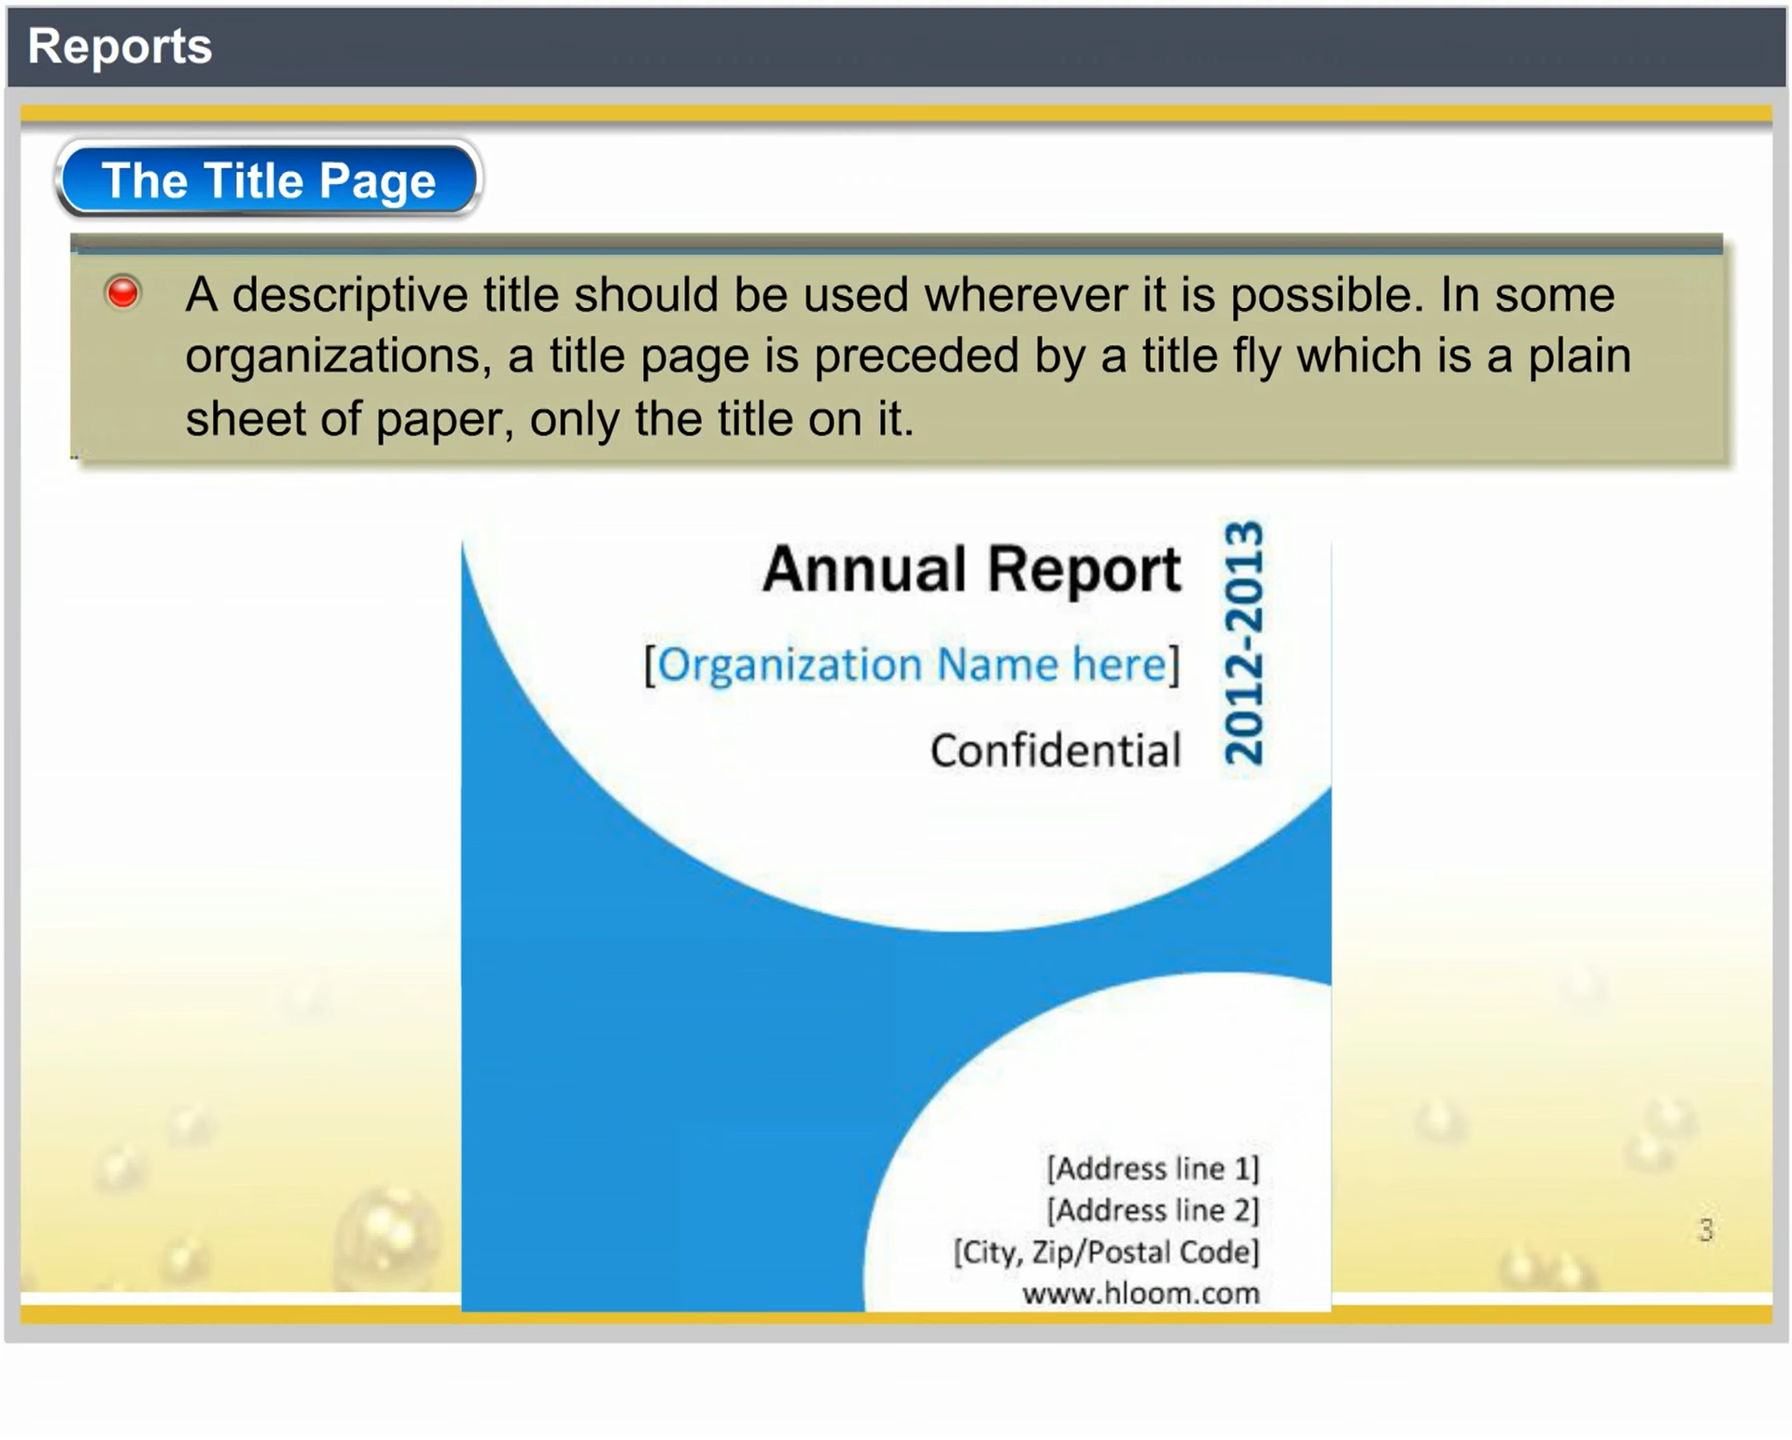 Reports
The Title Page
A descriptive title should be used wherever it is possible. In some
organizations, a title page is preceded by a title fly which is a plain
sheet of paper, only the title on it.
Annual Report
2012-2013
[Organization Name here]
Confidential
[Address line 1]
[Address line 2]
[City, Zip/Postal Code]
www.hloom.com
3